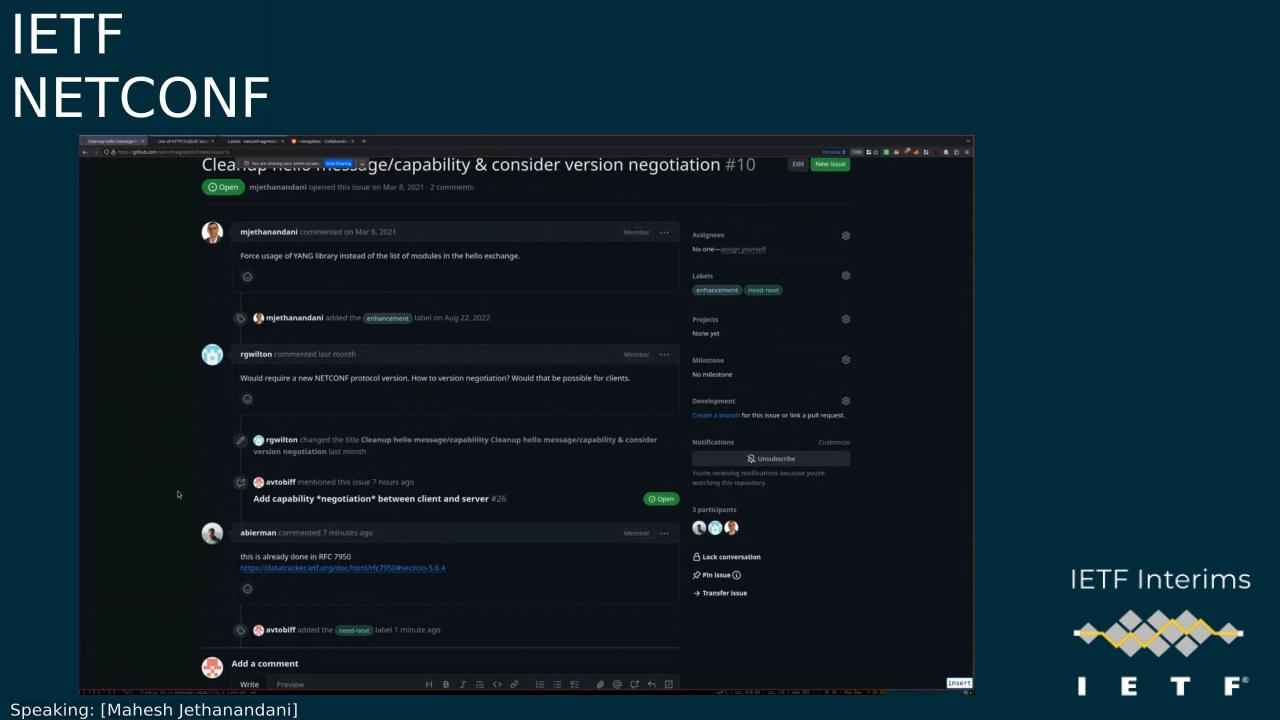 IETF
NETCONF
You are sharing your entire screen. Stop Sharing
Cleanup hello message/capability & consider version negotiation #10
Edit New issue
Open mjethanandani opened this issue on Mar 8, 2021 · 2 comments
mjethanandani commented on Mar 8, 2021 Member
Force usage of YANG library instead of the list of modules in the hello exchange.
mjethanandani added the enhancement label on Aug 22, 2022
rgwilton commented last month Member
Would require a new NETCONF protocol version. How to version negotiation? Would that be possible for clients.
rgwilton changed the title Cleanup hello message/capability Cleanup hello message/capability & consider
version negotiation last month
avtobiff mentioned this issue 7 hours ago
Add capability *negotiation* between client and server #26 Open
abierman commented 7 minutes ago Member
this is already done in RFC 7950
https://datatracker.ietf.org/doc/html/rfc7950#section-5.6.4
avtobiff added the need-next label 1 minute ago
Add a comment
Write Preview
Assignees
No one—assign yourself
Labels
enhancement need-next
Projects
None yet
Milestone
No milestone
Development
Create a branch for this issue or link a pull request.
Notifications Customize
Unsubscribe
You're receiving notifications because you're
watching this repository.
3 participants
Lock conversation
Pin issue
Transfer issue
insert
IETF Interims
I E T F®
Speaking: [Mahesh Jethanandani]